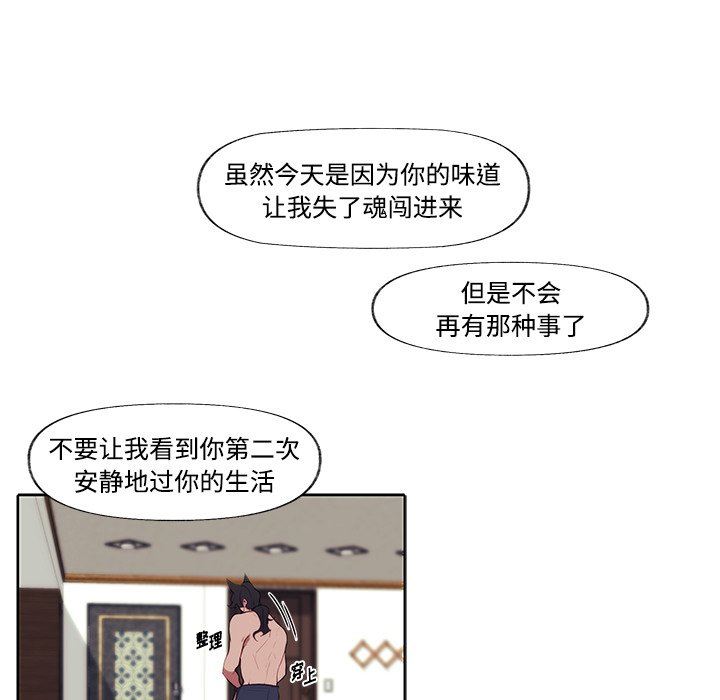 虽然今天是因为你的味道
让我失了魂闯进来
但是不会
再有那种事了
不要让我看到你第二次
安静地过你的生活
整理
穿上